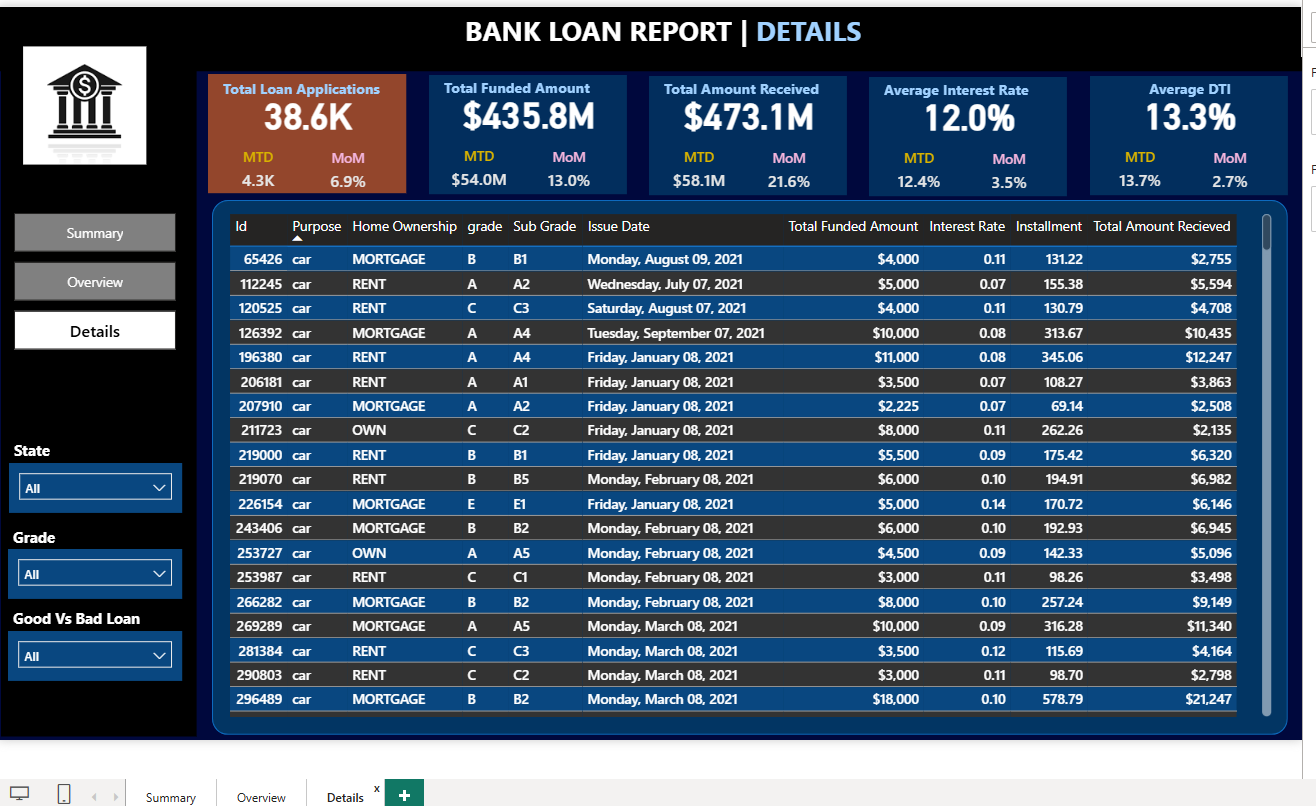 BANK LOAN REPORT | DETAILS
Total Loan Applications
38.6K
MTD MoM
4.3K 6.9%
Total Funded Amount
$435.8M
MTD MoM
$54.0M 13.0%
Total Amount Received
$473.1M
MTD MoM
$58.1M 21.6%
Average Interest Rate
12.0%
MTD MoM
12.4% 3.5%
Average DTI
13.3%
MTD MoM
13.7% 2.7%
Summary
Overview
Details
State
All
Grade
All
Good Vs Bad Loan
All
Id Purpose Home Ownership grade Sub Grade Issue Date Total Funded Amount Interest Rate Installment Total Amount Recieved
65426 car MORTGAGE B B1 Monday, August 09, 2021 $4,000 0.11 131.22 $2,755
112245 car RENT A A2 Wednesday, July 07, 2021 $5,000 0.07 155.38 $5,594
120525 car RENT C C3 Saturday, August 07, 2021 $4,000 0.11 130.79 $4,708
126392 car MORTGAGE A A4 Tuesday, September 07, 2021 $10,000 0.08 313.67 $10,435
196380 car RENT A A4 Friday, January 08, 2021 $11,000 0.08 345.06 $12,247
206181 car RENT A A1 Friday, January 08, 2021 $3,500 0.07 108.27 $3,863
207910 car MORTGAGE A A2 Friday, January 08, 2021 $2,225 0.07 69.14 $2,508
211723 car OWN C C2 Friday, January 08, 2021 $8,000 0.11 262.26 $2,135
219000 car RENT B B1 Friday, January 08, 2021 $5,500 0.09 175.42 $6,320
219070 car RENT B B5 Monday, February 08, 2021 $6,000 0.10 194.91 $6,982
226154 car MORTGAGE E E1 Friday, January 08, 2021 $5,000 0.14 170.72 $6,146
243406 car MORTGAGE B B2 Monday, February 08, 2021 $6,000 0.10 192.93 $6,945
253727 car OWN A A5 Monday, February 08, 2021 $4,500 0.09 142.33 $5,096
253987 car RENT C C1 Monday, February 08, 2021 $3,000 0.11 98.26 $3,498
266282 car MORTGAGE B B2 Monday, February 08, 2021 $8,000 0.10 257.24 $9,149
269289 car MORTGAGE A A5 Monday, March 08, 2021 $10,000 0.09 316.28 $11,340
281384 car RENT C C3 Monday, March 08, 2021 $3,500 0.12 115.69 $4,164
290803 car RENT C C2 Monday, March 08, 2021 $3,000 0.11 98.70 $2,798
296489 car MORTGAGE B B2 Monday, March 08, 2021 $18,000 0.10 578.79 $21,247
Summary Overview Details x +